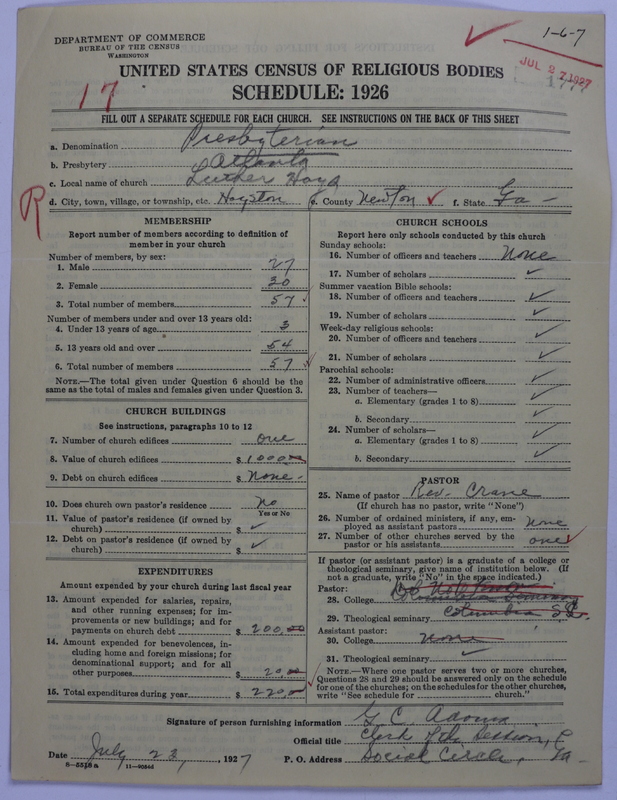 DEPARTMENT OF COMMERCE
BUREAU OF THE CENSUS
WASHINGTON
1-6-7
JUL 27 1927
17
UNITED STATES CENSUS OF RELIGIOUS BODIES
SCHEDULE: 1926
FILL OUT A SEPARATE SCHEDULE FOR EACH CHURCH. SEE INSTRUCTIONS ON THE BACK OF THIS SHEET
a. Denomination Presbyterian
b. Presbytery Atlanta
c. Local name of church Luther Hays
d. City, town, village, or township, etc. Hayston e. County Newton ✓ f. State Ga -
R
MEMBERSHIP
Report number of members according to definition of member in your church
Number of members, by sex:
1. Male 27
2. Female 30
3. Total number of members 57 ✓
Number of members under and over 13 years old:
4. Under 13 years of age 3
5. 13 years old and over 54
6. Total number of members 57 ✓
NOTE.—The total given under Question 6 should be the
same as the total of males and females given under Question 3.
CHURCH BUILDINGS
See instructions, paragraphs 10 to 12
7. Number of church edifices one
8. Value of church edifices $ 1000.00
9. Debt on church edifices $ None -
10. Does church own pastor's residence No
Yes or No
11. Value of pastor's residence (if owned by
church) $ ✓
12. Debt on pastor's residence (if owned by
church) $ ✓
EXPENDITURES
Amount expended by your church during last fiscal year
13. Amount expended for salaries, repairs,
and other running expenses; for im-
provements or new buildings; and for
payments on church debt $ 200.00
14. Amount expended for benevolences, in-
cluding home and foreign missions; for
denominational support; and for all
other purposes $ 20.00
15. Total expenditures during year $ 220.00 ✓
CHURCH SCHOOLS
Report here only schools conducted by this church
Sunday schools:
16. Number of officers and teachers None
17. Number of scholars ✓
Summer vacation Bible schools:
18. Number of officers and teachers ✓
19. Number of scholars ✓
Week-day religious schools:
20. Number of officers and teachers ✓
21. Number of scholars ✓
Parochial schools:
22. Number of administrative officers ✓
23. Number of teachers—
a. Elementary (grades 1 to 8) ✓
b. Secondary ✓
24. Number of scholars—
a. Elementary (grades 1 to 8) ✓
b. Secondary ✓
PASTOR
25. Name of pastor Rev. Crane
(If church has no pastor, write "None")
26. Number of ordained ministers, if any, em-
ployed as assistant pastors none
27. Number of other churches served by the
pastor or his assistants one ✓
If pastor (or assistant pastor) is a graduate of a college or
theological seminary, give name of institution below. (If
not a graduate, write "No" in the space indicated.)
Pastor:
28. College Columbia Seminary
29. Theological seminary Columbia S.C.
Assistant pastor:
30. College None
31. Theological seminary ✓
NOTE.—Where one pastor serves two or more churches,
Questions 28 and 29 should be answered only on the schedule
for one of the churches; on the schedules for the other churches,
write "See schedule for church."
Signature of person furnishing information G. C. Adams
Official title Clerk of the Session,
Date July 23, 1927 P. O. Address Social Circle, Ga -
8-5516a 11-9584d